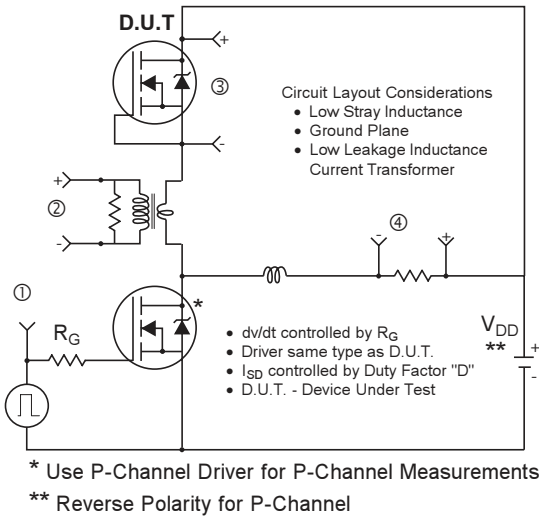 D.U.T
+
③
-
Circuit Layout Considerations
• Low Stray Inductance
• Ground Plane
• Low Leakage Inductance
Current Transformer
+
②
-
④
- +
①
R_G
*
• dv/dt controlled by R_G
• Driver same type as D.U.T.
• I_SD controlled by Duty Factor "D"
• D.U.T. - Device Under Test
V_DD
**
+
-
* Use P-Channel Driver for P-Channel Measurements
** Reverse Polarity for P-Channel